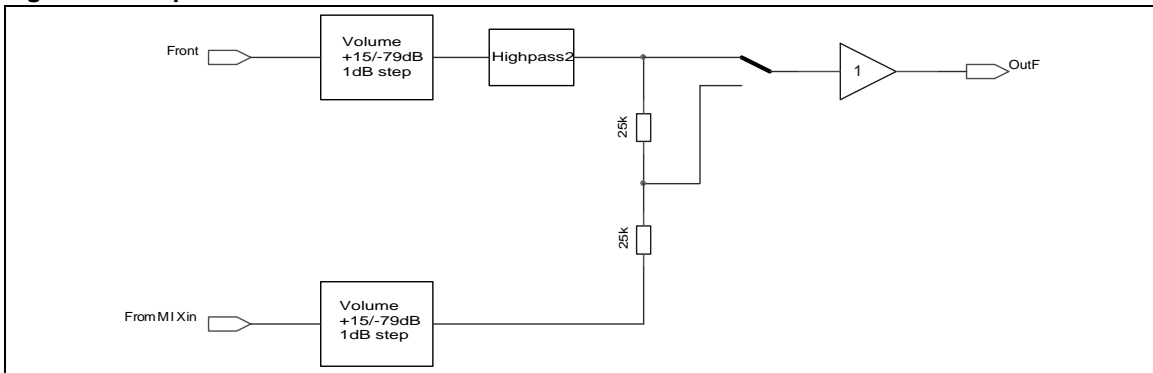 Front
Volume
+15/-79dB
1dB step
Highpass2
1
OutF
25k
25k
FromMIXin
Volume
+15/-79dB
1dB step